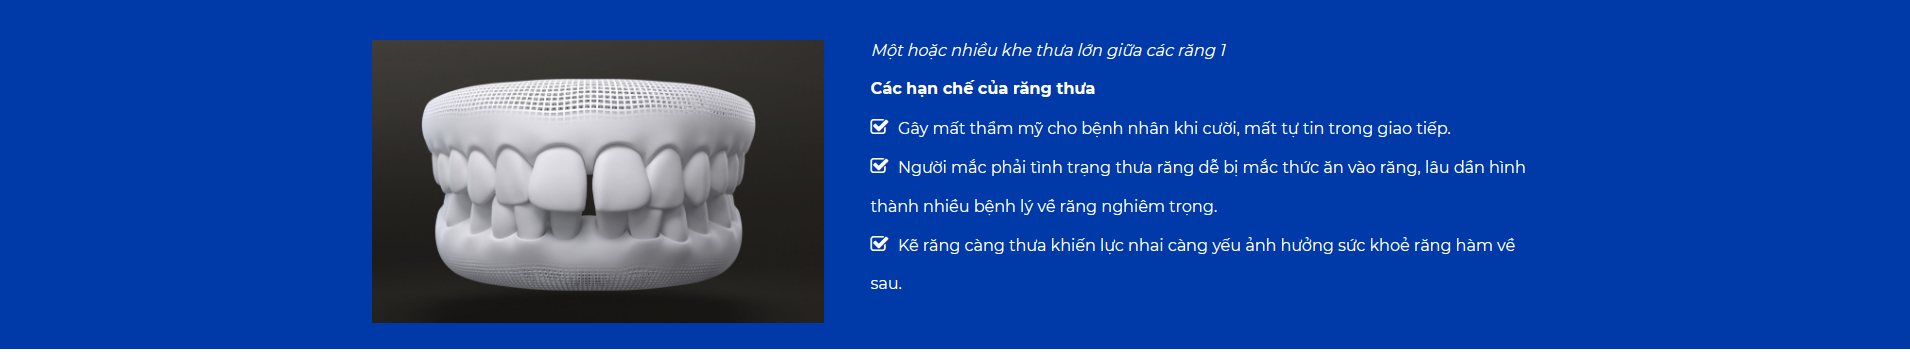 Một hoặc nhiều khe thưa lớn giữa các răng 1
Các hạn chế của răng thưa
Gây mất thẩm mỹ cho bệnh nhân khi cười, mất tự tin trong giao tiếp.
Người mắc phải tình trạng thưa răng dễ bị mắc thức ăn vào răng, lâu dần hình
thành nhiều bệnh lý về răng nghiêm trọng.
Kẽ răng càng thưa khiến lực nhai càng yếu ảnh hưởng sức khoẻ răng hàm về
sau.